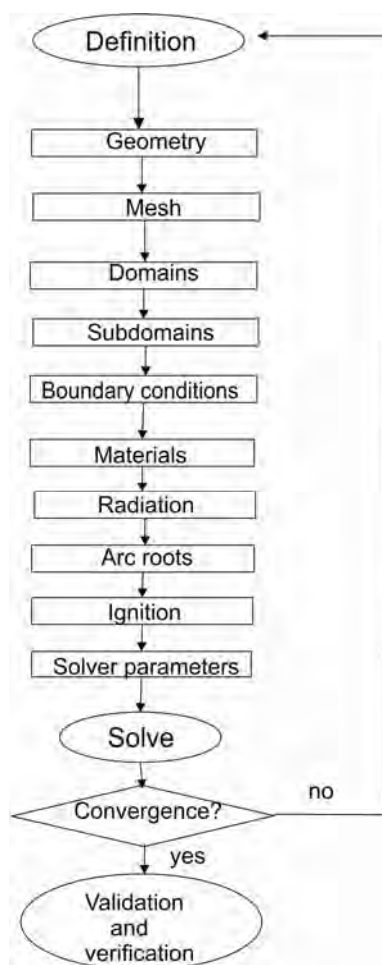 Definition
Geometry
Mesh
Domains
Subdomains
Boundary conditions
Materials
Radiation
Arc roots
Ignition
Solver parameters
Solve
Convergence?
no
yes
Validation
and
verification